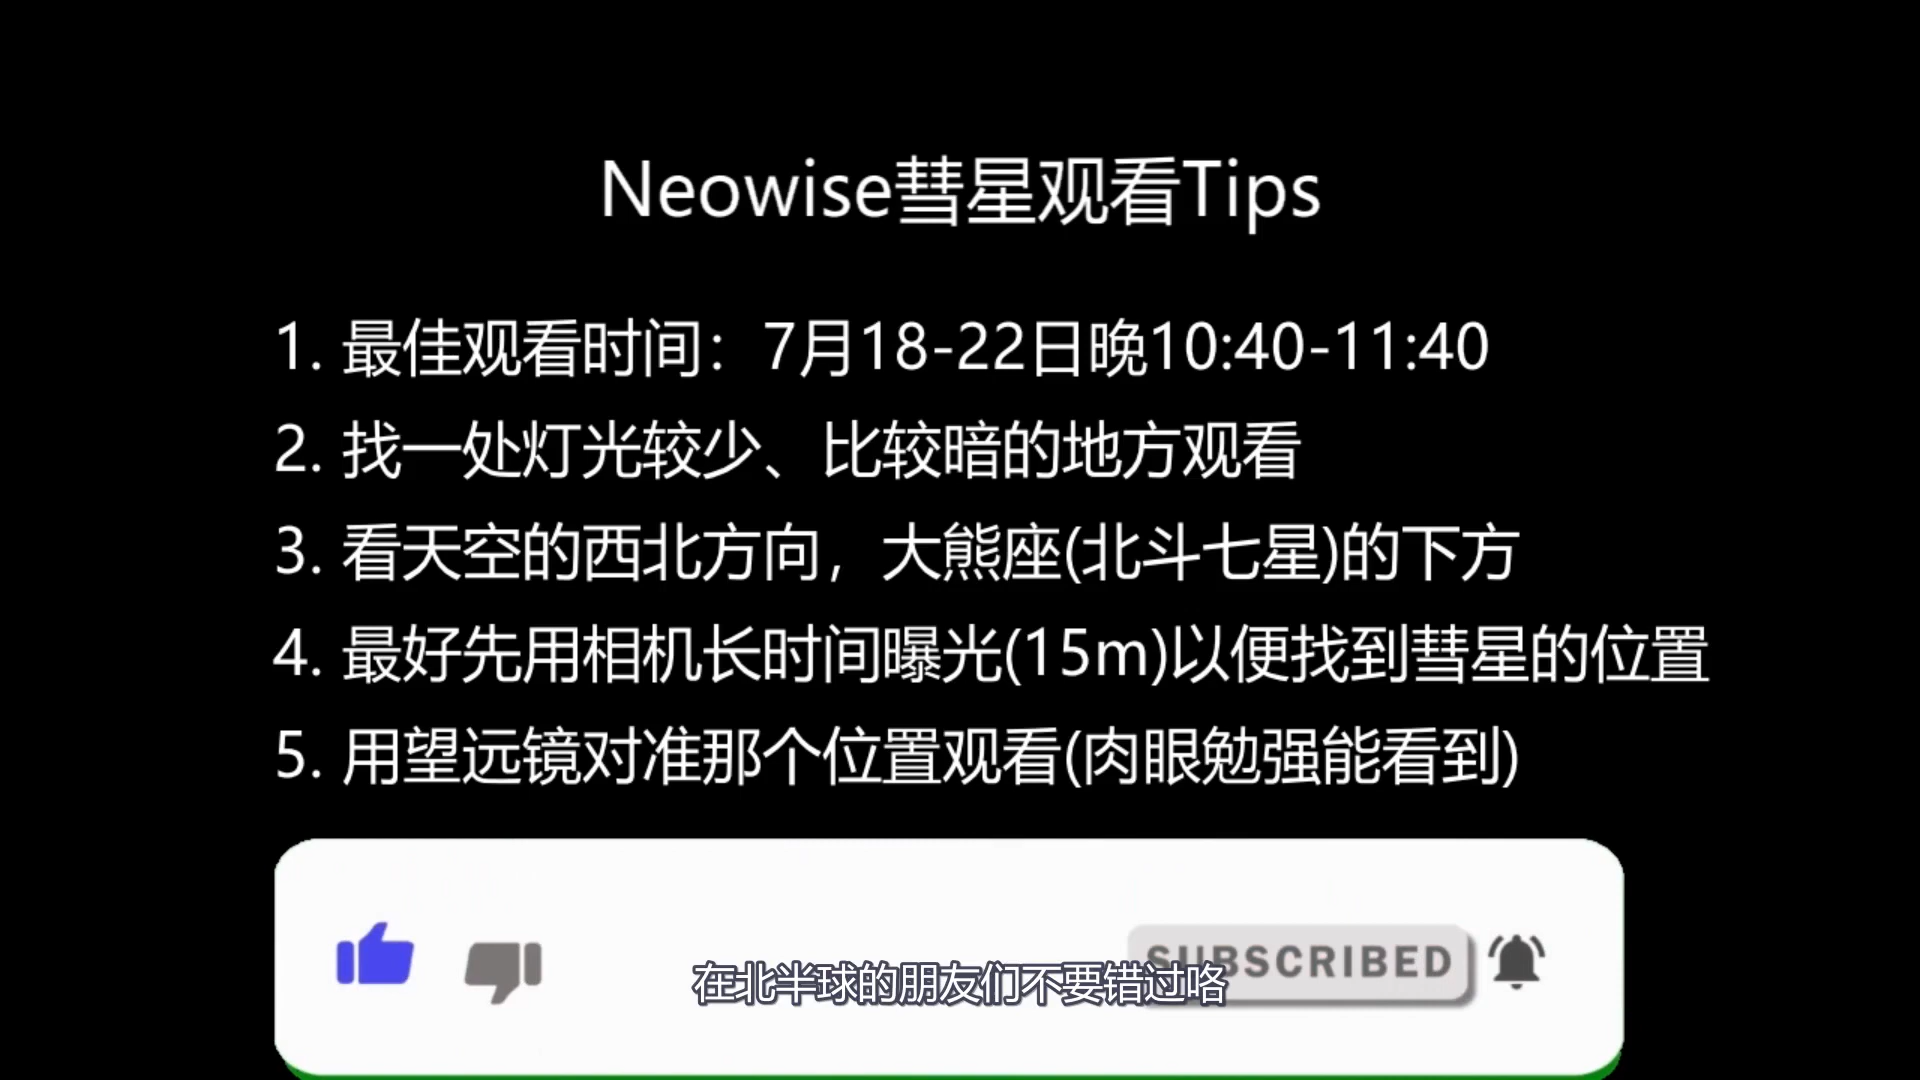 Neowise彗星观看Tips
1. 最佳观看时间：7月18-22日晚10:40-11:40
2. 找一处灯光较少、比较暗的地方观看
3. 看天空的西北方向，大熊座(北斗七星)的下方
4. 最好先用相机长时间曝光(15m)以便找到彗星的位置
5. 用望远镜对准那个位置观看(肉眼勉强能看到)
SUBSCRIBED
在北半球的朋友们不要错过咯